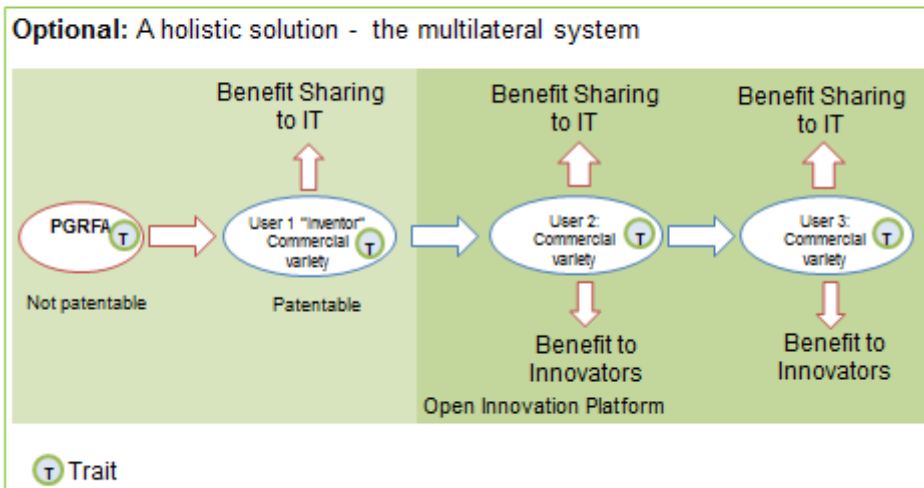 Optional: A holistic solution - the multilateral system
Benefit Sharing
to IT
Benefit Sharing
to IT
Benefit Sharing
to IT
PGRFA
T
User 1 "Inventor"
Commercial
variety
T
User 2:
Commercial
variety
T
User 3:
Commercial
variety
T
Not patentable
Patentable
Benefit to
Innovators
Benefit to
Innovators
Open Innovation Platform
T Trait